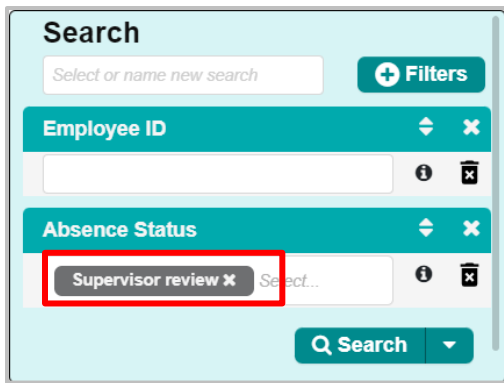 Search
Select or name new search
Filters
Employee ID
Absence Status
Supervisor review
Select...
Search